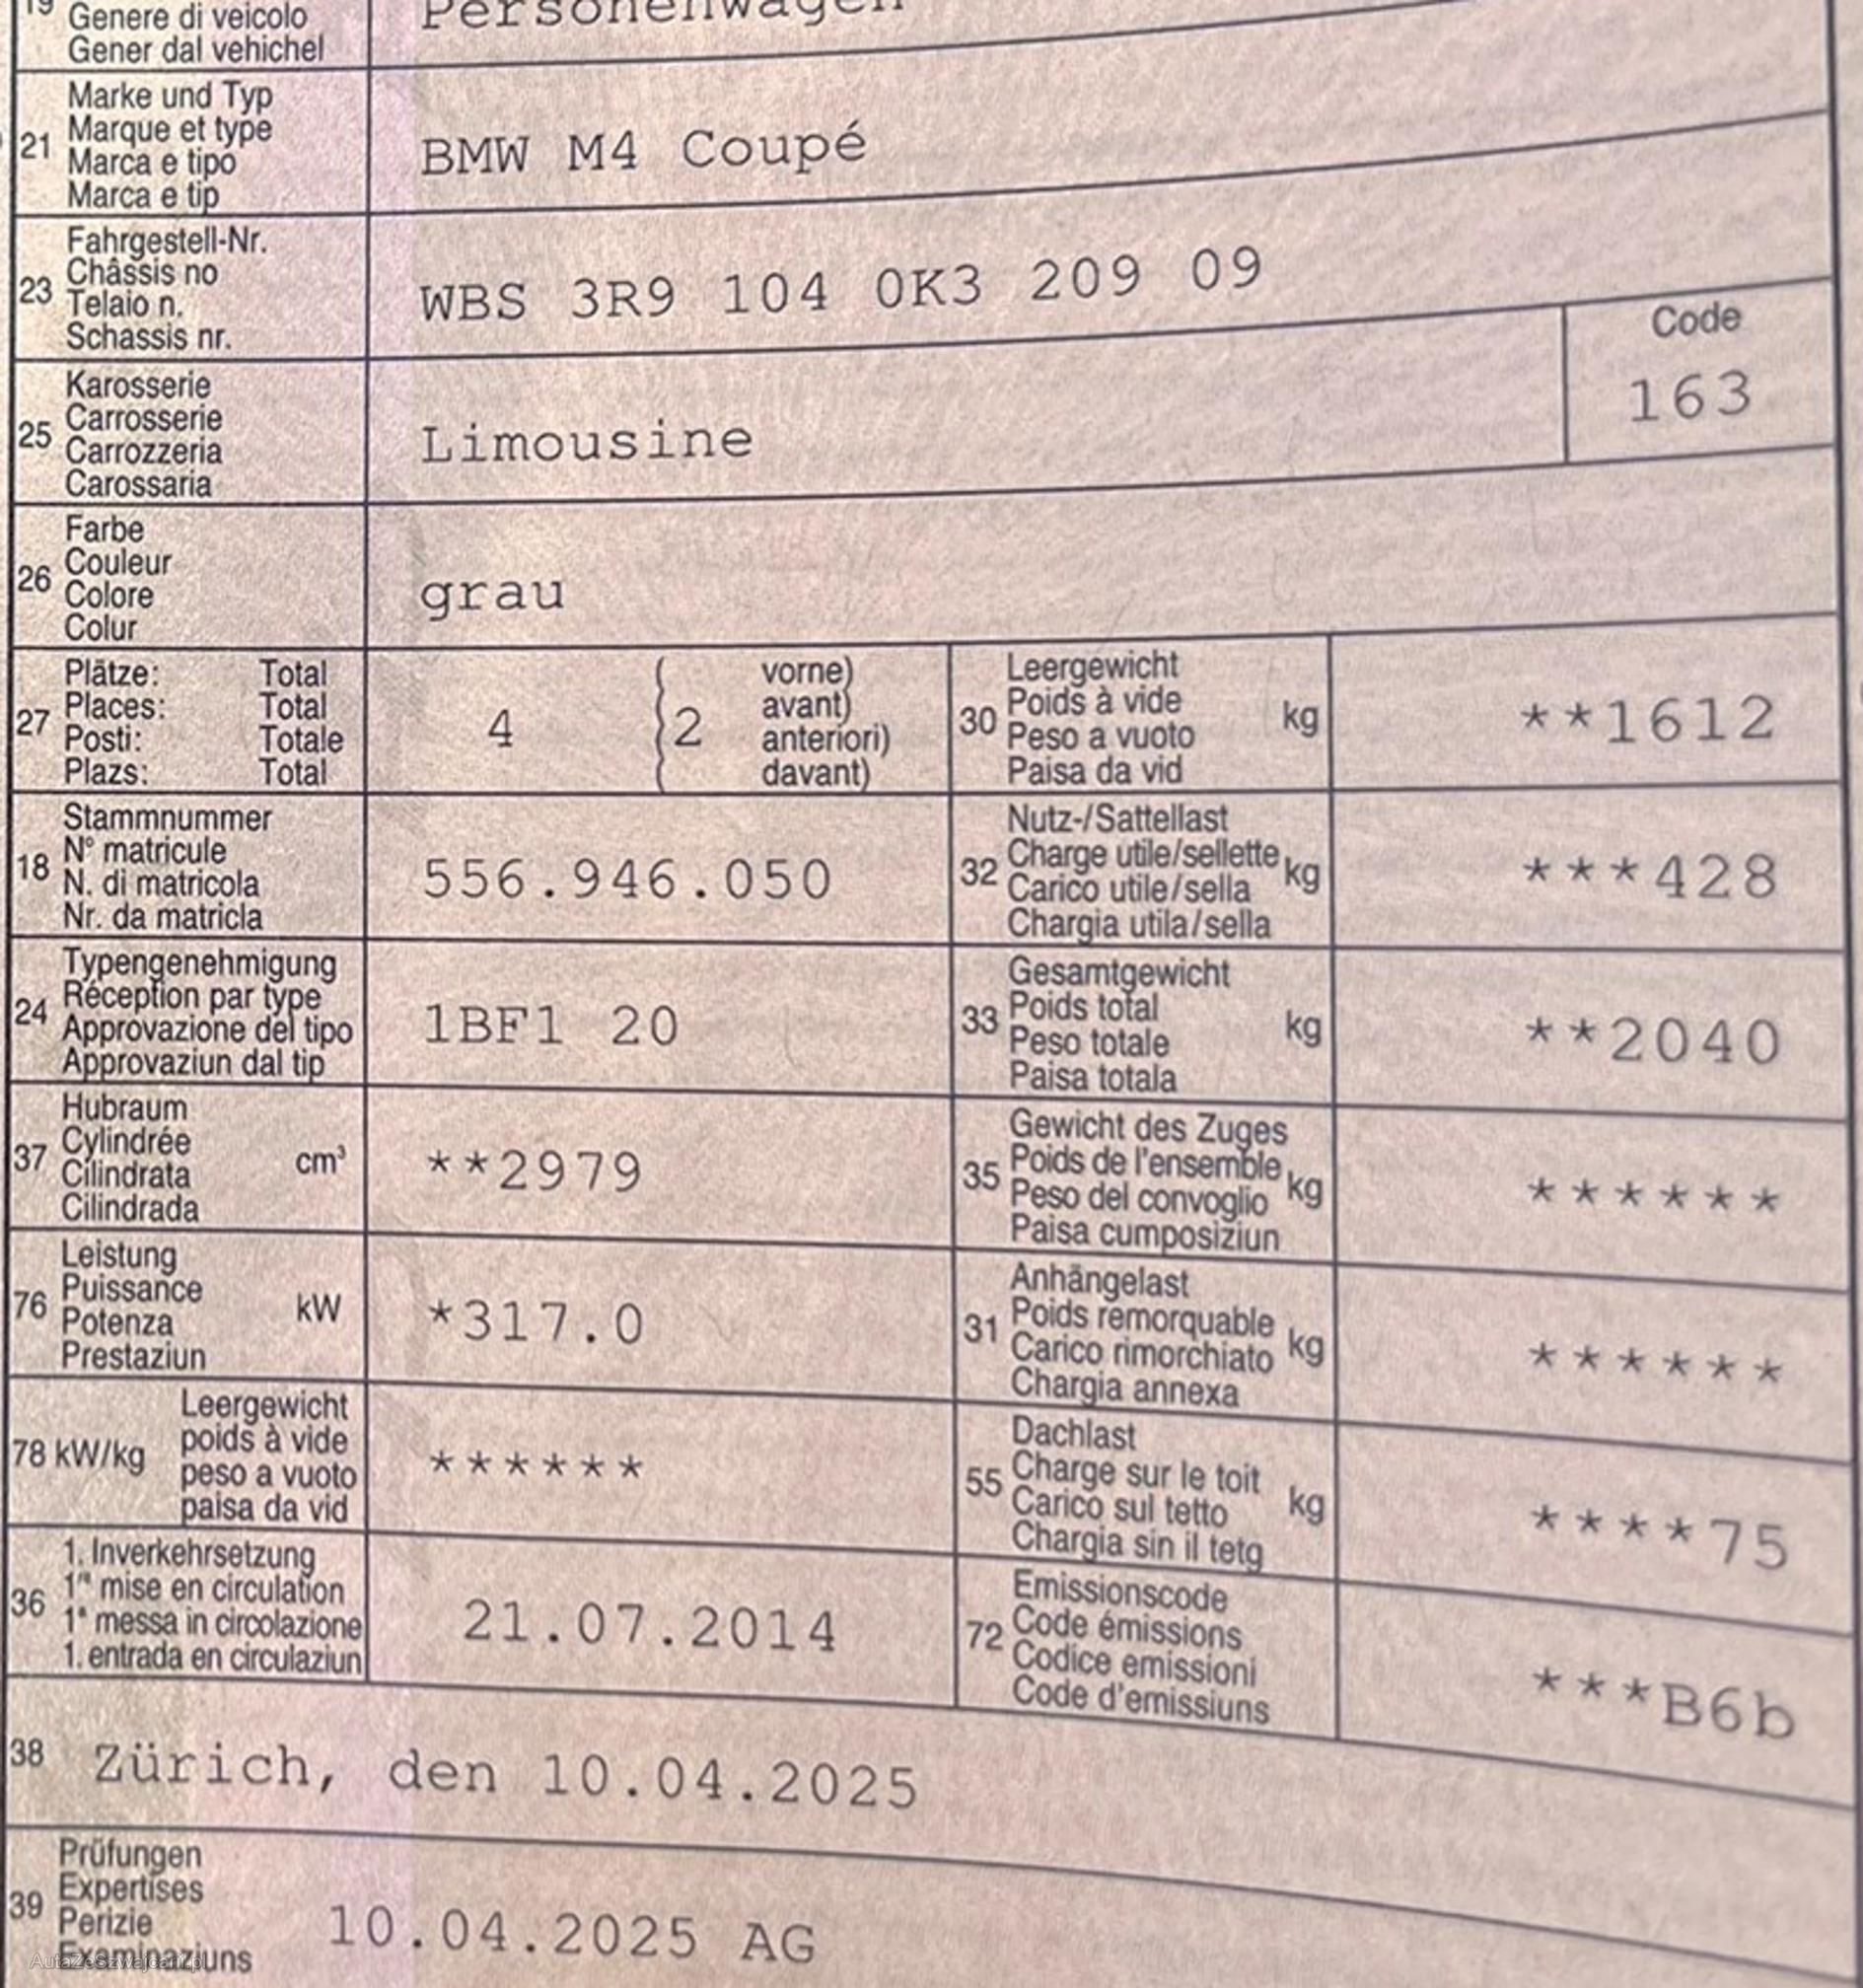 19 Genere di veicolo
Gener dal vehichel
Personenwagen
21 Marke und Typ
Marque et type
Marca e tipo
Marca e tip
BMW M4 Coupé
23 Fahrgestell-Nr.
Châssis no
Telaio n.
Schassis nr.
WBS 3R9 104 0K3 209 09
25 Karosserie
Carrosserie
Carrozzeria
Carossaria
Limousine
Code
163
26 Farbe
Couleur
Colore
Colur
grau
27 Plätze: Total
Places: Total
Posti: Totale
Plazs: Total
4 ( 2 vorne)
avant)
anteriori)
davant)
30 Leergewicht
Poids à vide kg
Peso a vuoto
Paisa da vid
**1612
18 Stammnummer
N° matricule
N. di matricola
Nr. da matricla
556.946.050
32 Nutz-/Sattellast
Charge utile/sellette kg
Carico utile/sella
Chargia utila/sella
***428
24 Typengenehmigung
Réception par type
Approvazione del tipo
Approvaziun dal tip
1BF1 20
33 Gesamtgewicht
Poids total kg
Peso totale
Paisa totala
**2040
37 Hubraum
Cylindrée cm³
Cilindrata
Cilindrada
**2979
35 Gewicht des Zuges
Poids de l'ensemble kg
Peso del convoglio
Paisa cumposiziun
******
76 Leistung
Puissance kW
Potenza
Prestaziun
*317.0
31 Anhängelast
Poids remorquable kg
Carico rimorchiato
Chargia annexa
******
78 kW/kg Leergewicht
poids à vide
peso a vuoto
paisa da vid
******
55 Dachlast
Charge sur le toit kg
Carico sul tetto
Chargia sin il tetg
****75
36 1. Inverkehrsetzung
1re mise en circulation
1a messa in circolazione
1. entrada en circulaziun
21.07.2014
72 Emissionscode
Code émissions
Codice emissioni
Code d'emissiuns
***B6b
38 Zürich, den 10.04.2025
39 Prüfungen
Expertises
Perizie
Examinaziuns
10.04.2025 AG
AutaZeSzwajcarii.pl